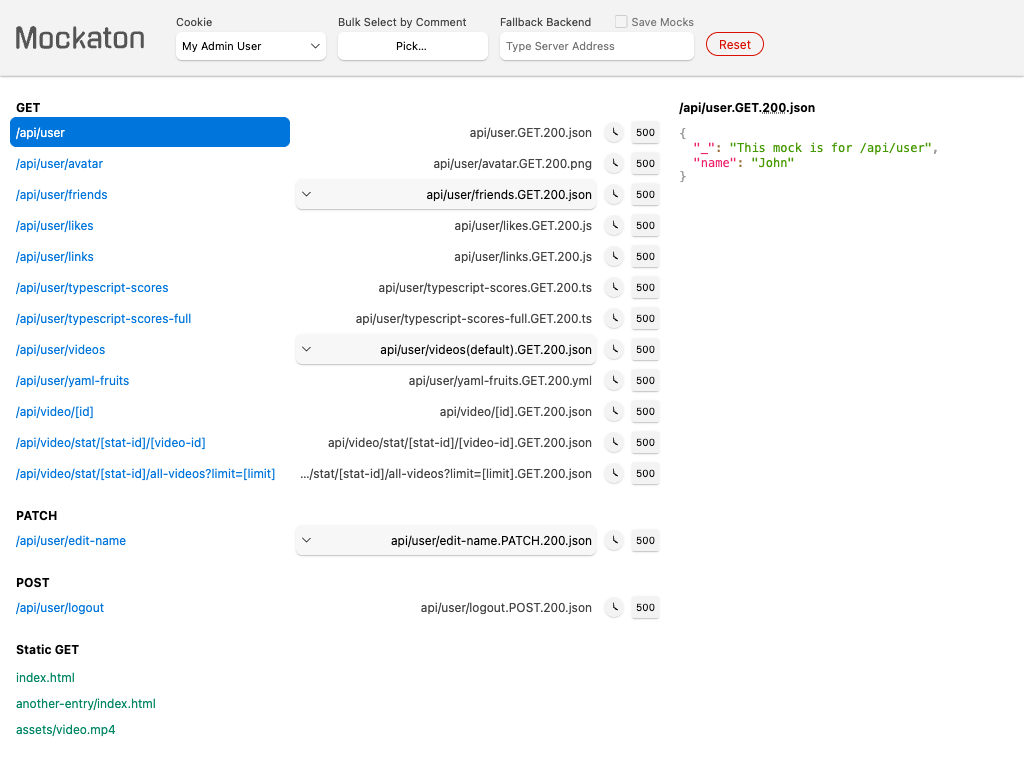 Mockaton
Cookie
My Admin User
Bulk Select by Comment
Pick...
Fallback Backend
Save Mocks
Type Server Address
Reset
GET
/api/user api/user.GET.200.json 500
/api/user/avatar api/user/avatar.GET.200.png 500
/api/user/friends api/user/friends.GET.200.json 500
/api/user/likes api/user/likes.GET.200.js 500
/api/user/links api/user/links.GET.200.js 500
/api/user/typescript-scores api/user/typescript-scores.GET.200.ts 500
/api/user/typescript-scores-full api/user/typescript-scores-full.GET.200.ts 500
/api/user/videos api/user/videos(default).GET.200.json 500
/api/user/yaml-fruits api/user/yaml-fruits.GET.200.yml 500
/api/video/[id] api/video/[id].GET.200.json 500
/api/video/stat/[stat-id]/[video-id] api/video/stat/[stat-id]/[video-id].GET.200.json 500
/api/video/stat/[stat-id]/all-videos?limit=[limit] .../stat/[stat-id]/all-videos?limit=[limit].GET.200.json 500
PATCH
/api/user/edit-name api/user/edit-name.PATCH.200.json 500
POST
/api/user/logout api/user/logout.POST.200.json 500
Static GET
index.html
another-entry/index.html
assets/video.mp4
/api/user.GET.200.json
{
"_": "This mock is for /api/user",
"name": "John"
}